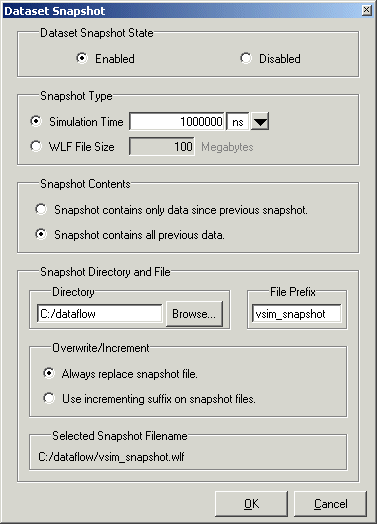 Dataset Snapshot
Dataset Snapshot State
Enabled Disabled
Snapshot Type
Simulation Time 1000000 ns
WLF File Size 100 Megabytes
Snapshot Contents
Snapshot contains only data since previous snapshot.
Snapshot contains all previous data.
Snapshot Directory and File
Directory File Prefix
C:/dataflow Browse... vsim_snapshot
Overwrite/Increment
Always replace snapshot file.
Use incrementing suffix on snapshot files.
Selected Snapshot Filename
C:/dataflow/vsim_snapshot.wlf
OK Cancel